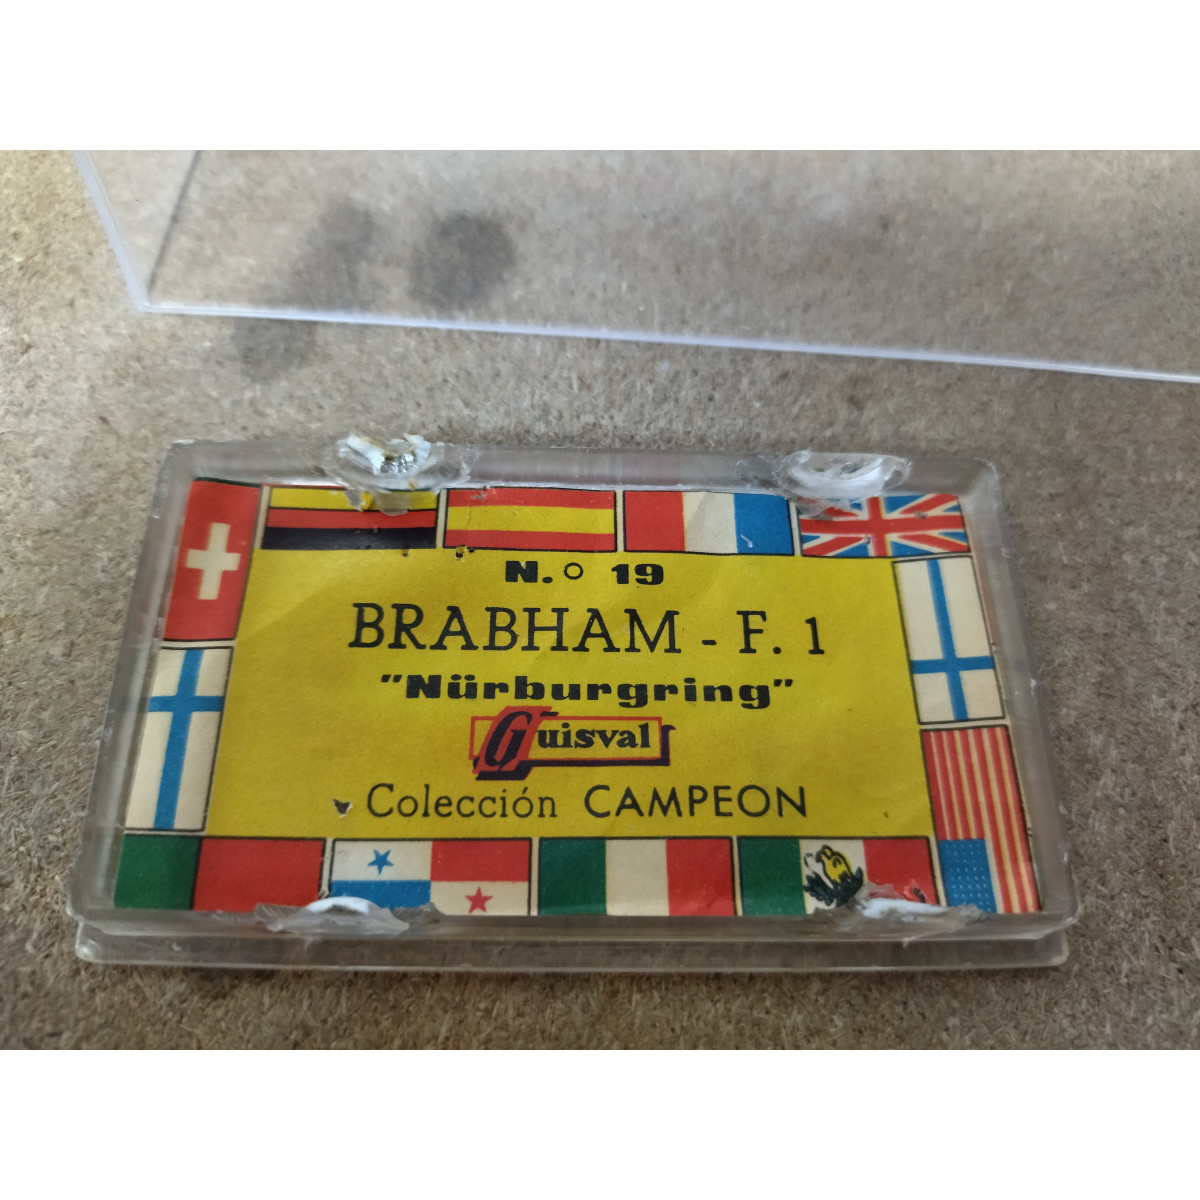 N.º 19
BRABHAM - F. 1
"Nürburgring"
Guisval
Colección CAMPEON